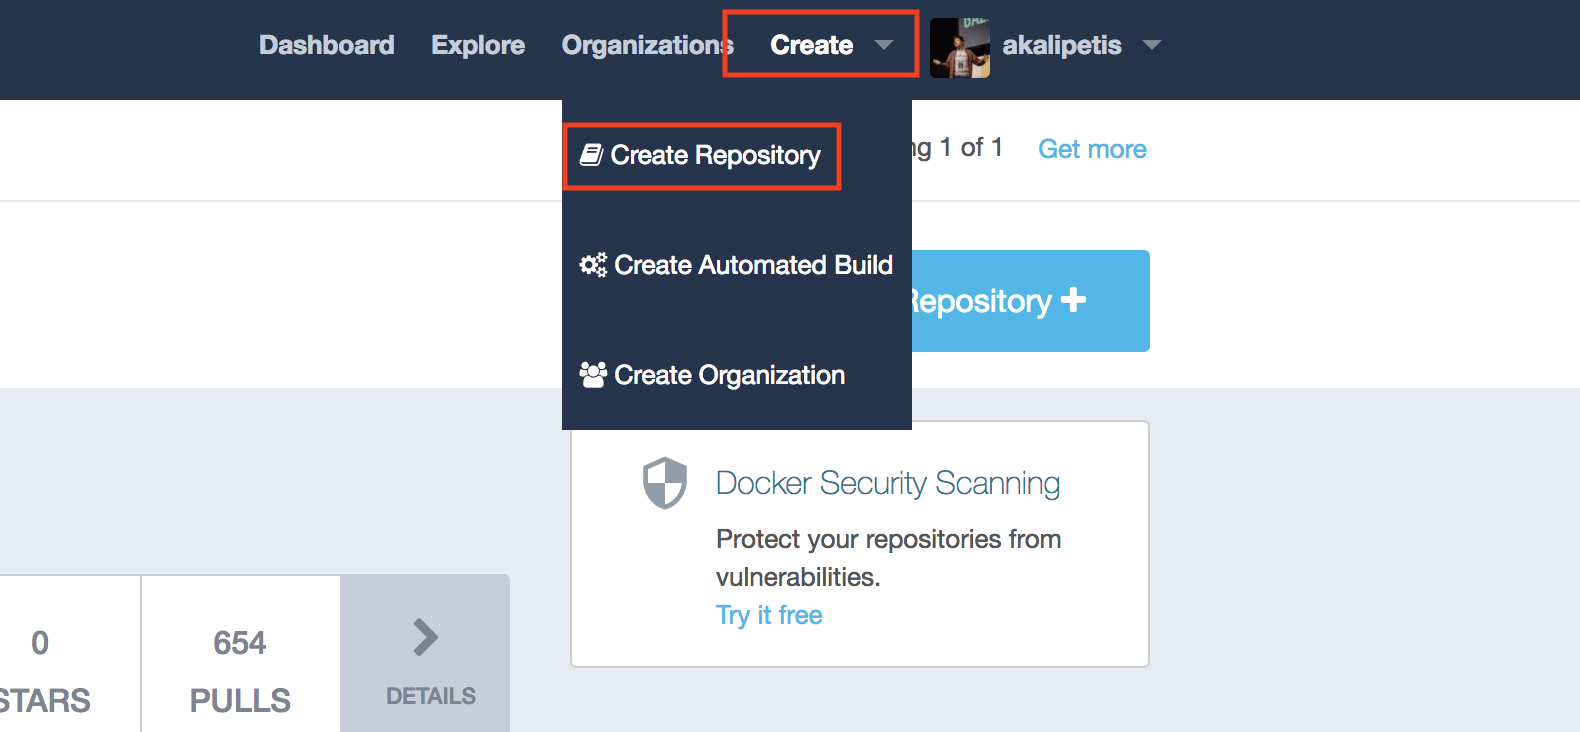 Dashboard Explore Organizations Create akalipetis
Create Repository
1 of 1 Get more
Create Automated Build
Repository
Create Organization
Docker Security Scanning
Protect your repositories from
vulnerabilities.
Try it free
0 654
STARS PULLS DETAILS